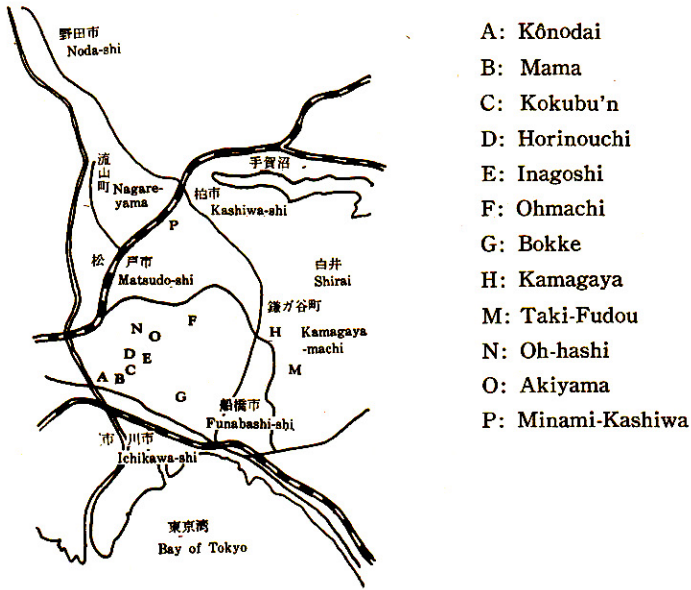 野田市
Noda-shi
流山町
Nagare-
yama
手賀沼
柏市
Kashiwa-shi
P
松 戸市
Matsudo-shi
白井
Shirai
鎌ガ谷町
Kamagaya
-machi
F
N
O
H
D
E
C
M
A
B
G
船橋市
Funabashi-shi
市 川市
Ichikawa-shi
東京湾
Bay of Tokyo
A: Kônodai
B: Mama
C: Kokubu'n
D: Horinouchi
E: Inagoshi
F: Ohmachi
G: Bokke
H: Kamagaya
M: Taki-Fudou
N: Oh-hashi
O: Akiyama
P: Minami-Kashiwa